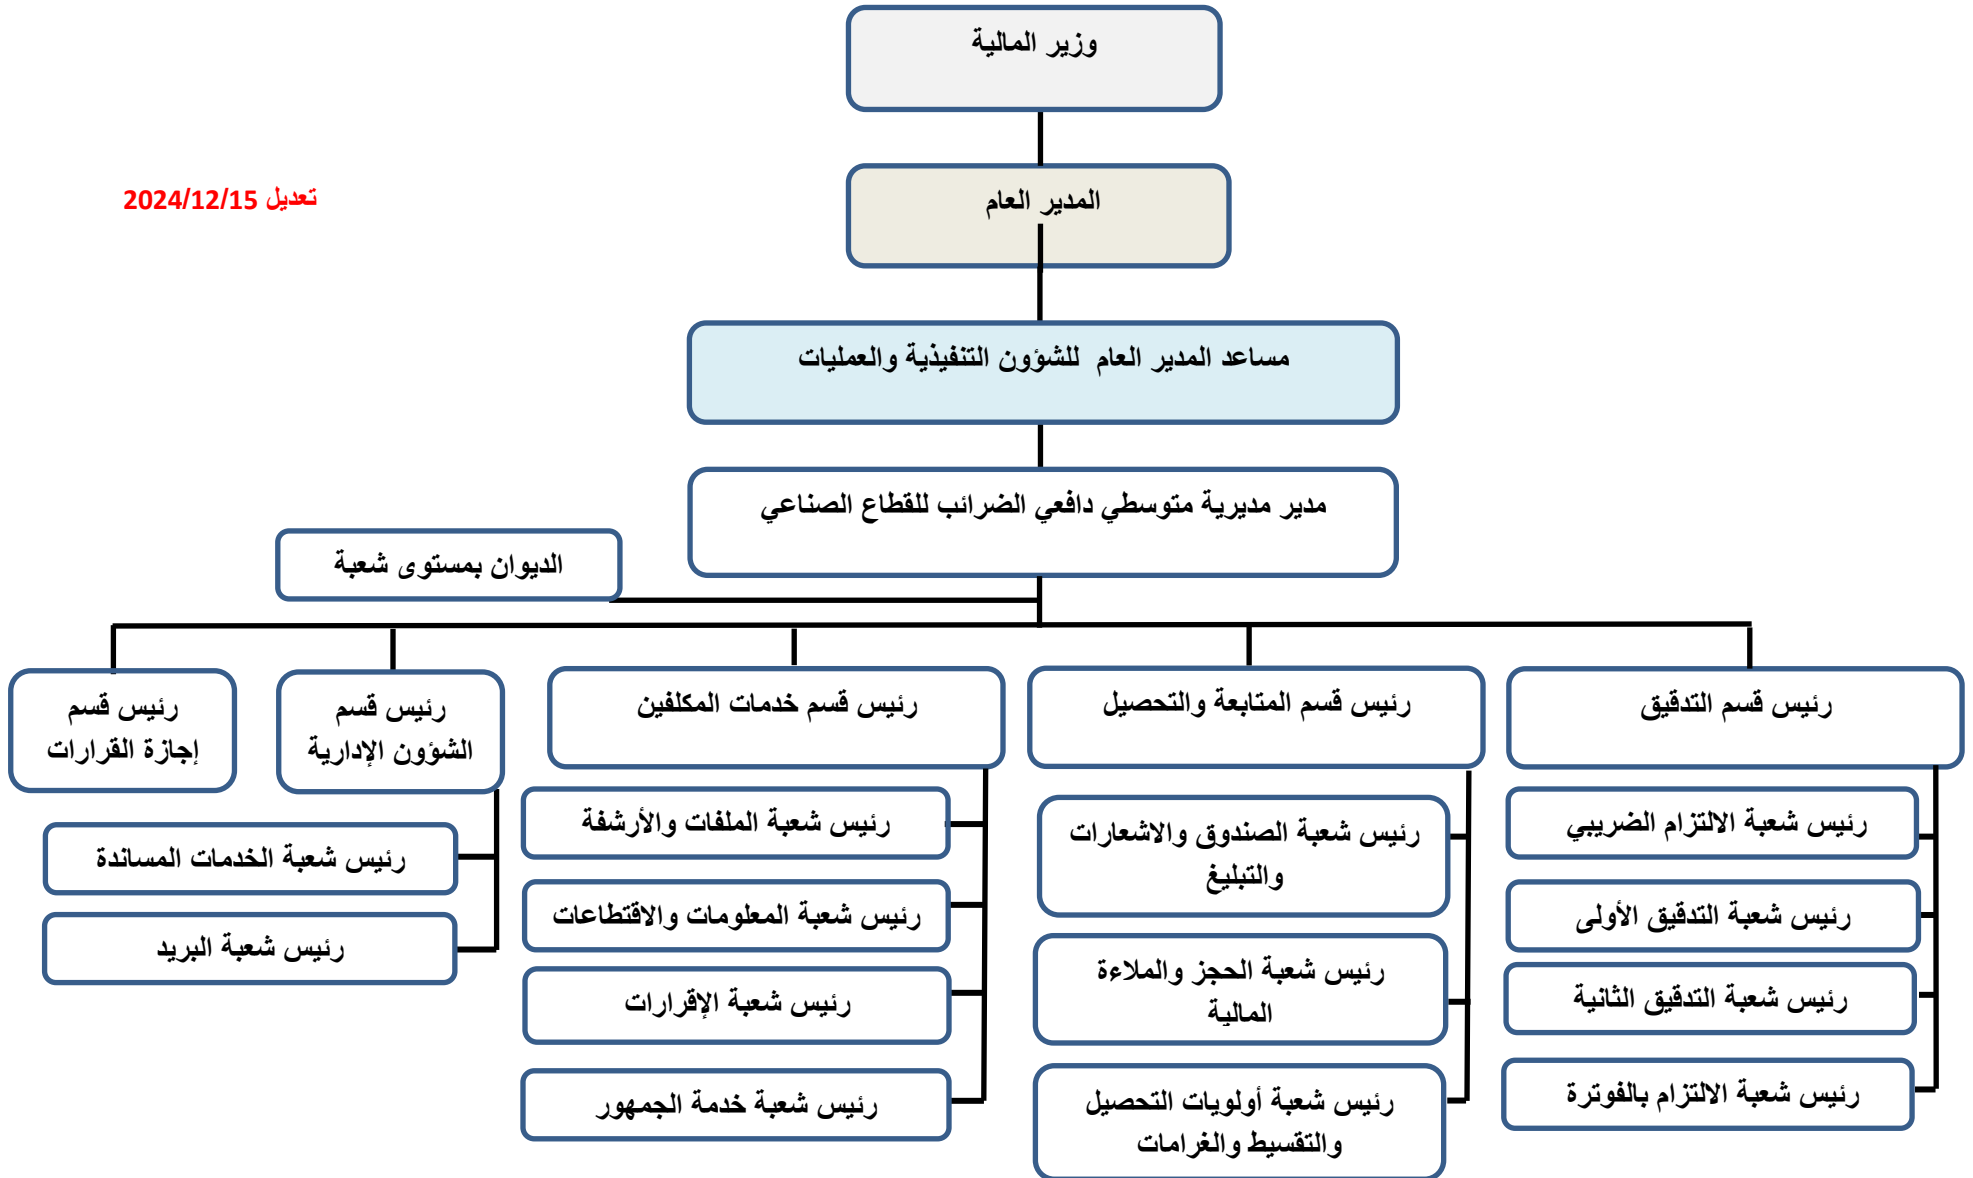 وزير المالية
تعديل 2024/12/15
المدير العام
مساعد المدير العام للشؤون التنفيذية والعمليات
مدير مديرية متوسطي دافعي الضرائب للقطاع الصناعي
الديوان بمستوى شعبة
رئيس قسم التدقيق
رئيس شعبة الالتزام الضريبي
رئيس شعبة التدقيق الأولى
رئيس شعبة التدقيق الثانية
رئيس شعبة الالتزام بالفوترة
رئيس قسم المتابعة والتحصيل
رئيس شعبة الصندوق والاشعارات
والتبليغ
رئيس شعبة الحجز والملاءة
المالية
رئيس شعبة أولويات التحصيل
والتقسيط والغرامات
رئيس قسم خدمات المكلفين
رئيس شعبة الملفات والأرشفة
رئيس شعبة المعلومات والاقتطاعات
رئيس شعبة الإقرارات
رئيس شعبة خدمة الجمهور
رئيس قسم
الشؤون الإدارية
رئيس شعبة الخدمات المساندة
رئيس شعبة البريد
رئيس قسم
إجازة القرارات